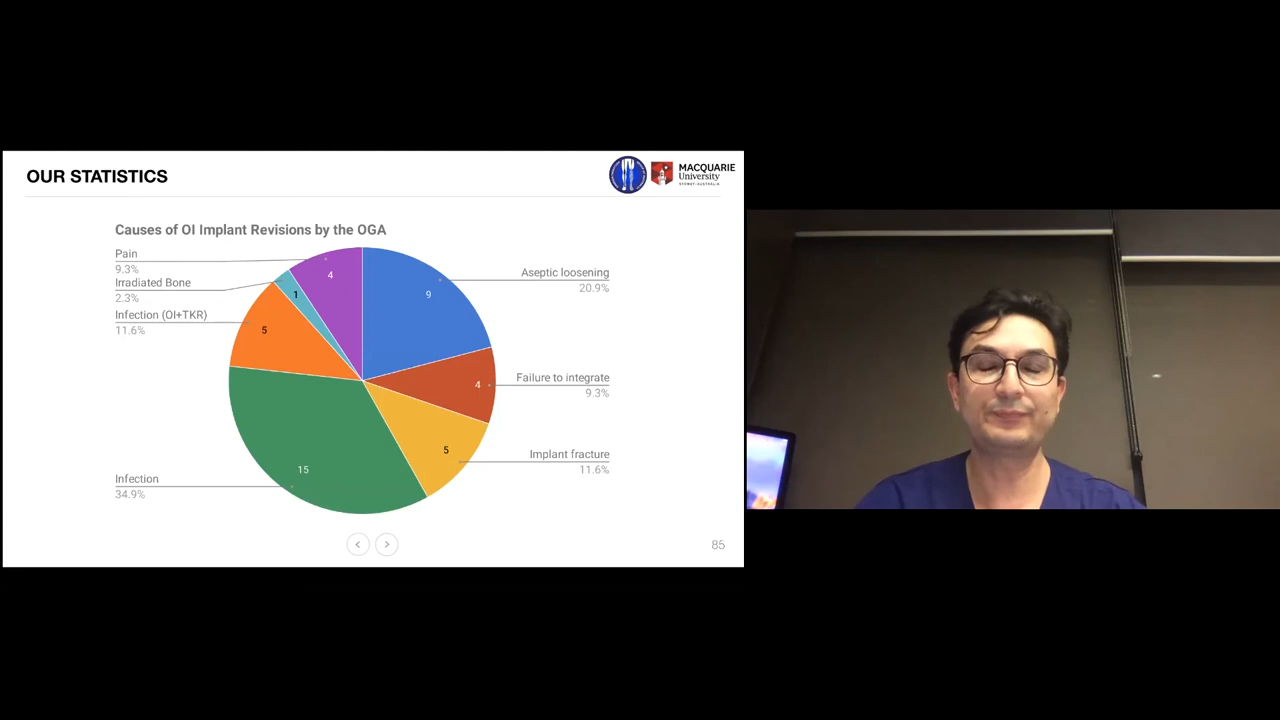 OUR STATISTICS
MACQUARIE
University
SYDNEY·AUSTRALIA
Causes of OI Implant Revisions by the OGA
Pain
9.3%
Irradiated Bone
2.3%
Infection (OI+TKR)
11.6%
Infection
34.9%
4
1
5
15
9
4
5
Aseptic loosening
20.9%
Failure to integrate
9.3%
Implant fracture
11.6%
85